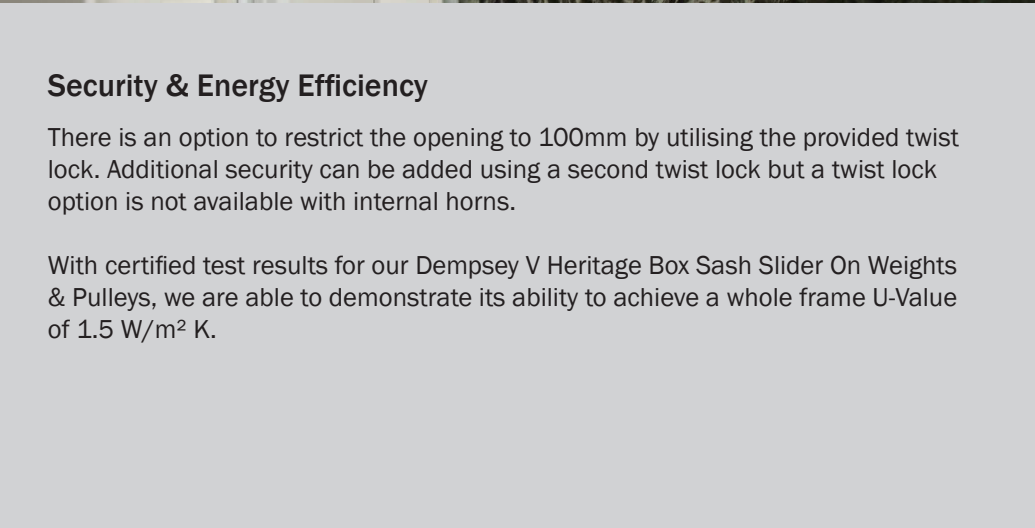 Security & Energy Efficiency
There is an option to restrict the opening to 100mm by utilising the provided twist
lock. Additional security can be added using a second twist lock but a twist lock
option is not available with internal horns.
With certified test results for our Dempsey V Heritage Box Sash Slider On Weights
& Pulleys, we are able to demonstrate its ability to achieve a whole frame U-Value
of 1.5 W/m² K.